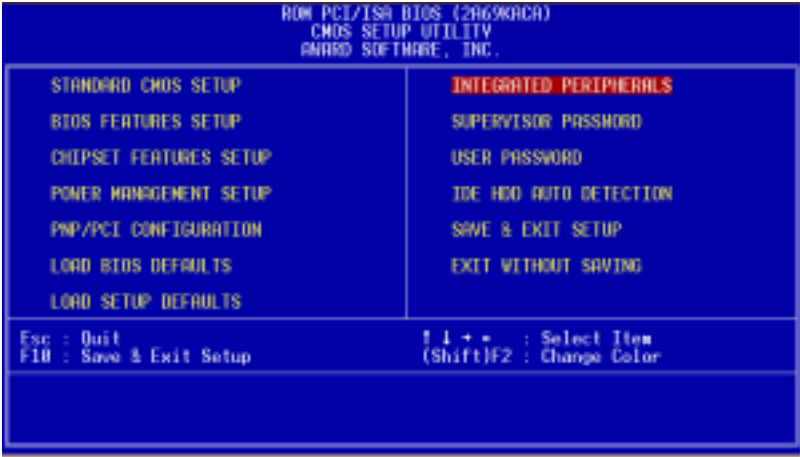 ROM PCI/ISA BIOS (2A69KACA)
CMOS SETUP UTILITY
AWARD SOFTWARE, INC.
STANDARD CMOS SETUP
BIOS FEATURES SETUP
CHIPSET FEATURES SETUP
POWER MANAGEMENT SETUP
PNP/PCI CONFIGURATION
LOAD BIOS DEFAULTS
LOAD SETUP DEFAULTS
INTEGRATED PERIPHERALS
SUPERVISOR PASSWORD
USER PASSWORD
IDE HDD AUTO DETECTION
SAVE & EXIT SETUP
EXIT WITHOUT SAVING
Esc : Quit
F10 : Save & Exit Setup
↑ ↓ → ← : Select Item
(Shift)F2 : Change Color